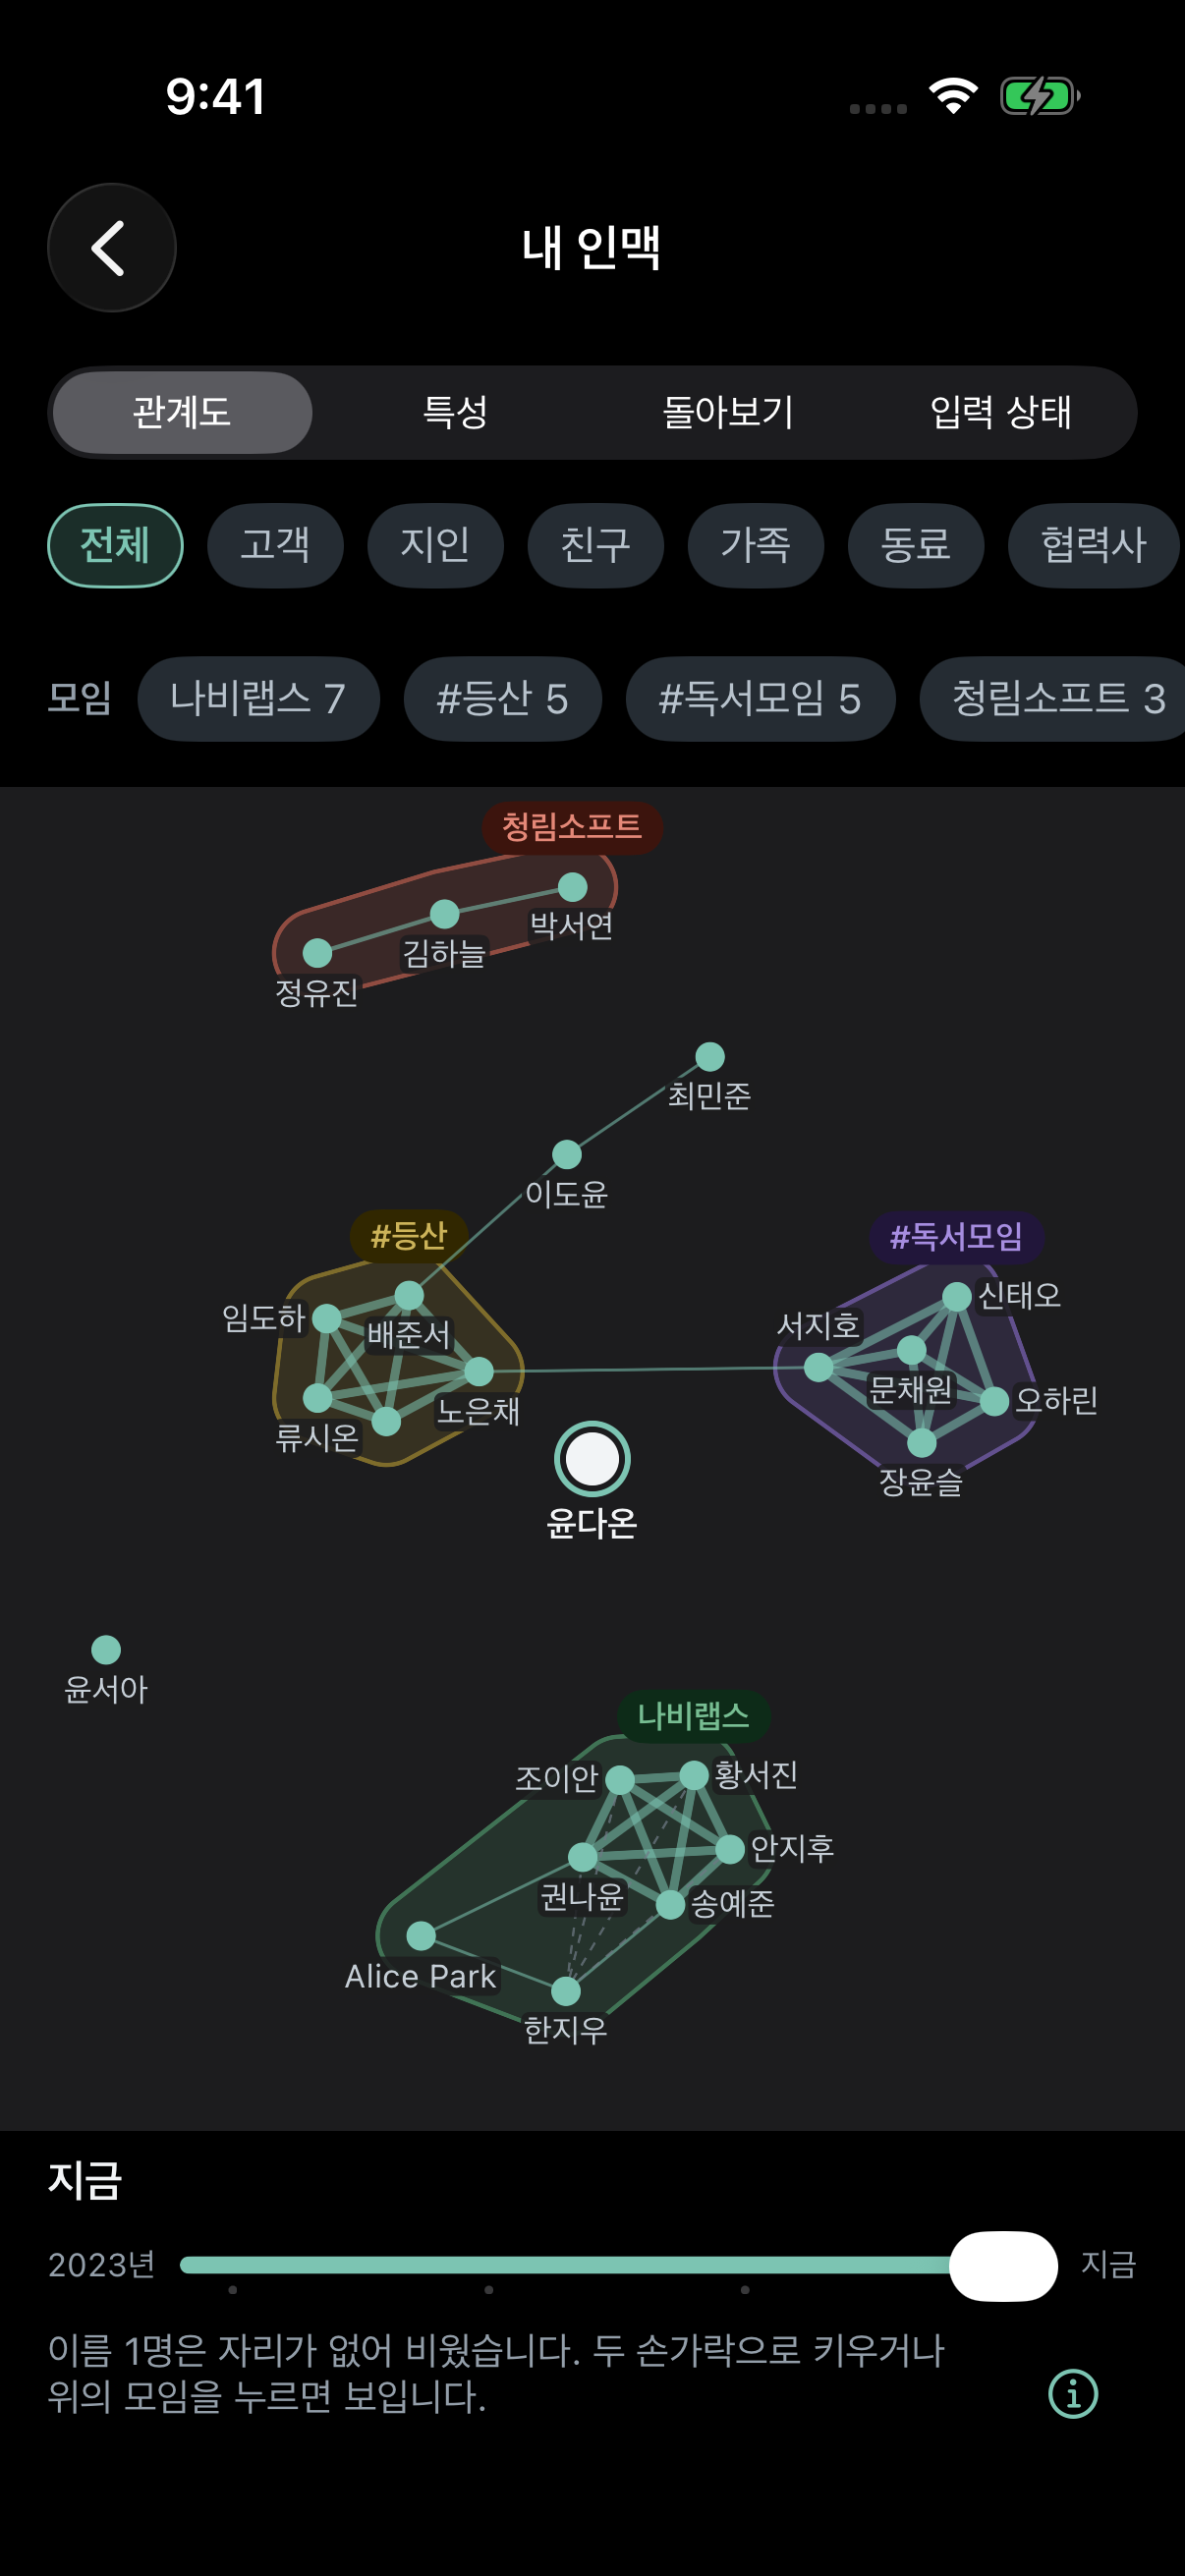 9:41
내 인맥
관계도 특성 돌아보기 입력 상태
전체 고객 지인 친구 가족 동료 협력사
모임 나비랩스 7 #등산 5 #독서모임 5 청림소프트 3
청림소프트
박서연
김하늘
정유진
최민준
이도윤
#등산
#독서모임
임도하
배준서
신태오
서지호
문채원
오하린
노은채
류시온
장윤슬
윤다온
윤서아
나비랩스
조이안
황서진
안지후
권나윤
송예준
Alice Park
한지우
지금
2023년 지금
이름 1명은 자리가 없어 비웠습니다. 두 손가락으로 키우거나
위의 모임을 누르면 보입니다.